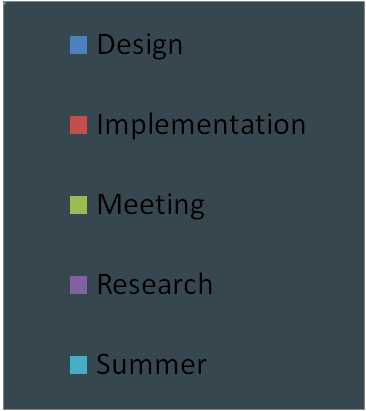 Design
Implementation
Meeting
Research
Summer